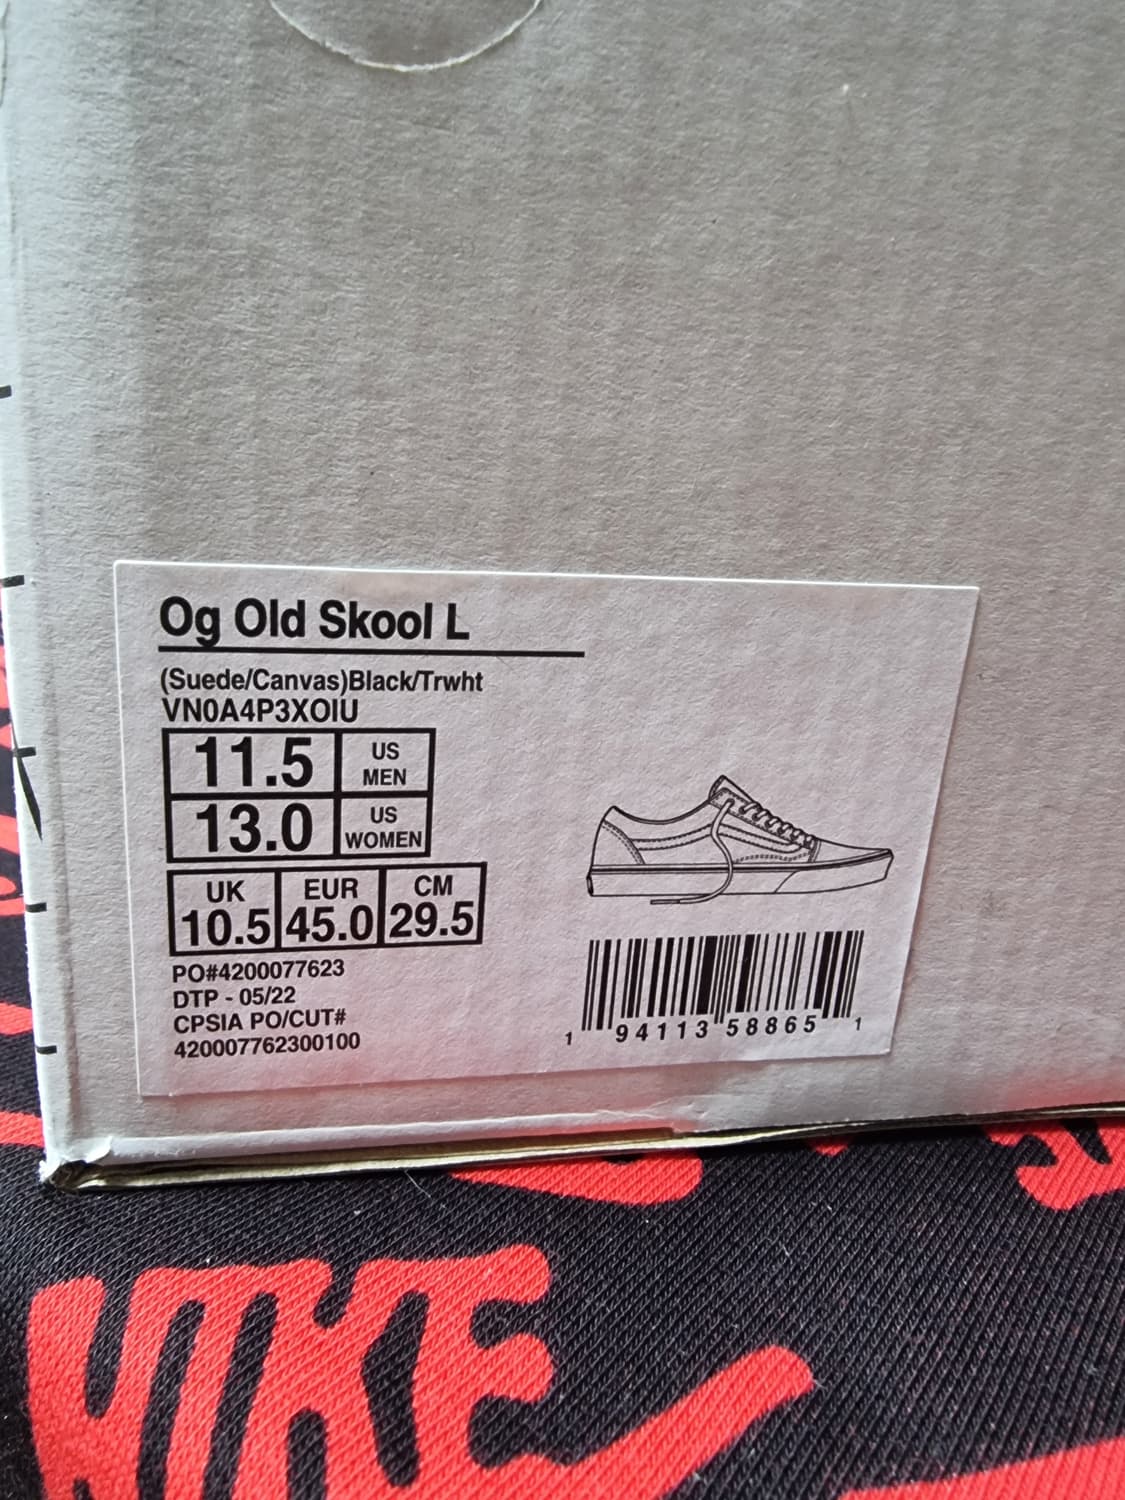 Og Old Skool L
(Suede/Canvas)Black/Trwht
VN0A4P3XOIU
11.5 US MEN
13.0 US WOMEN
UK EUR CM
10.5 45.0 29.5
PO#4200077623
DTP - 05/22
CPSIA PO/CUT#
420007762300100
1 94113 58865 1
NIKE